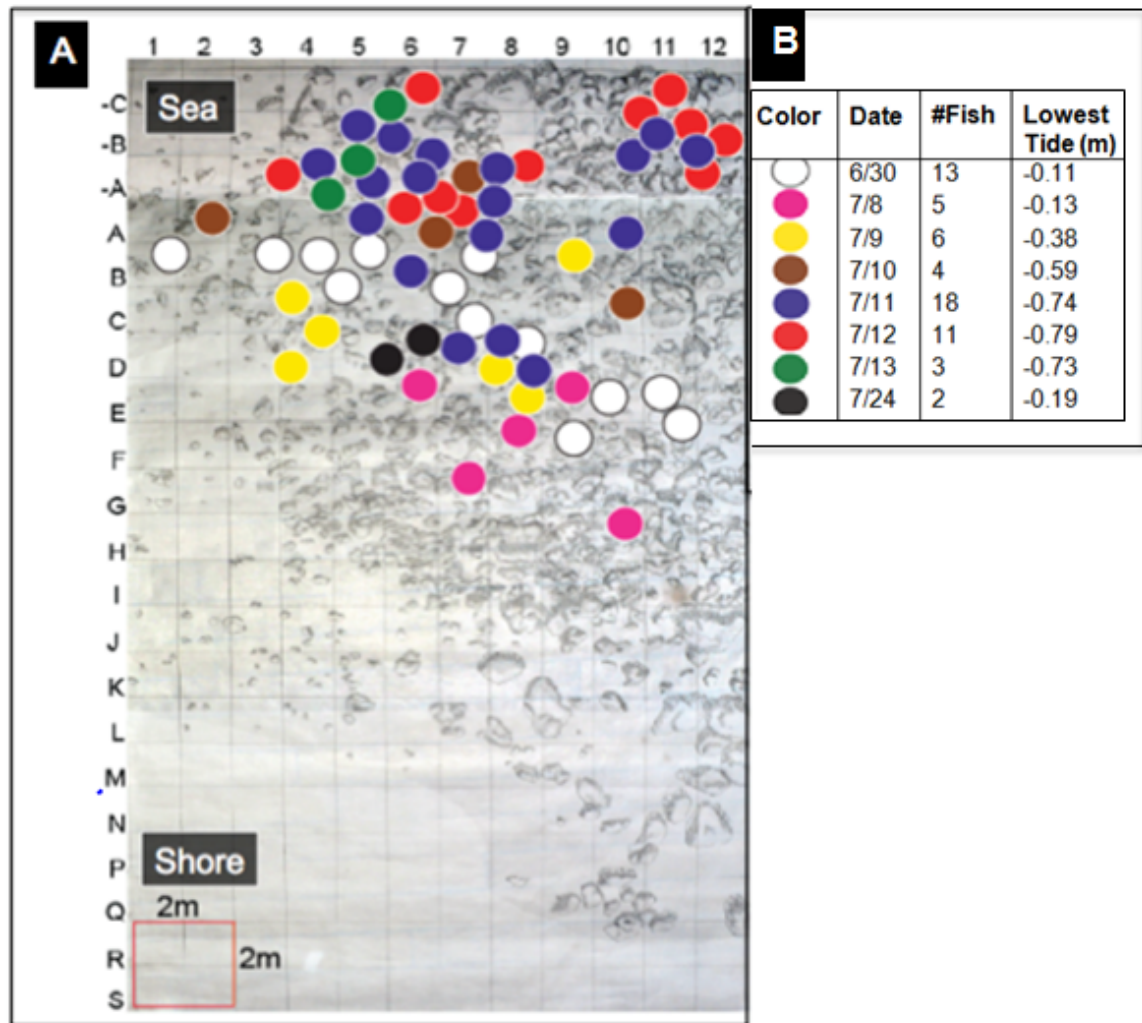 A
1 2 3 4 5 6 7 8 9 10 11 12
Sea
-C
-B
-A
A
B
C
D
E
F
G
H
I
J
K
L
M
N
P
Q
R
S
Shore
2m
2m
B
Color Date #Fish Lowest
Tide (m)
6/30 13 -0.11
7/8 5 -0.13
7/9 6 -0.38
7/10 4 -0.59
7/11 18 -0.74
7/12 11 -0.79
7/13 3 -0.73
7/24 2 -0.19